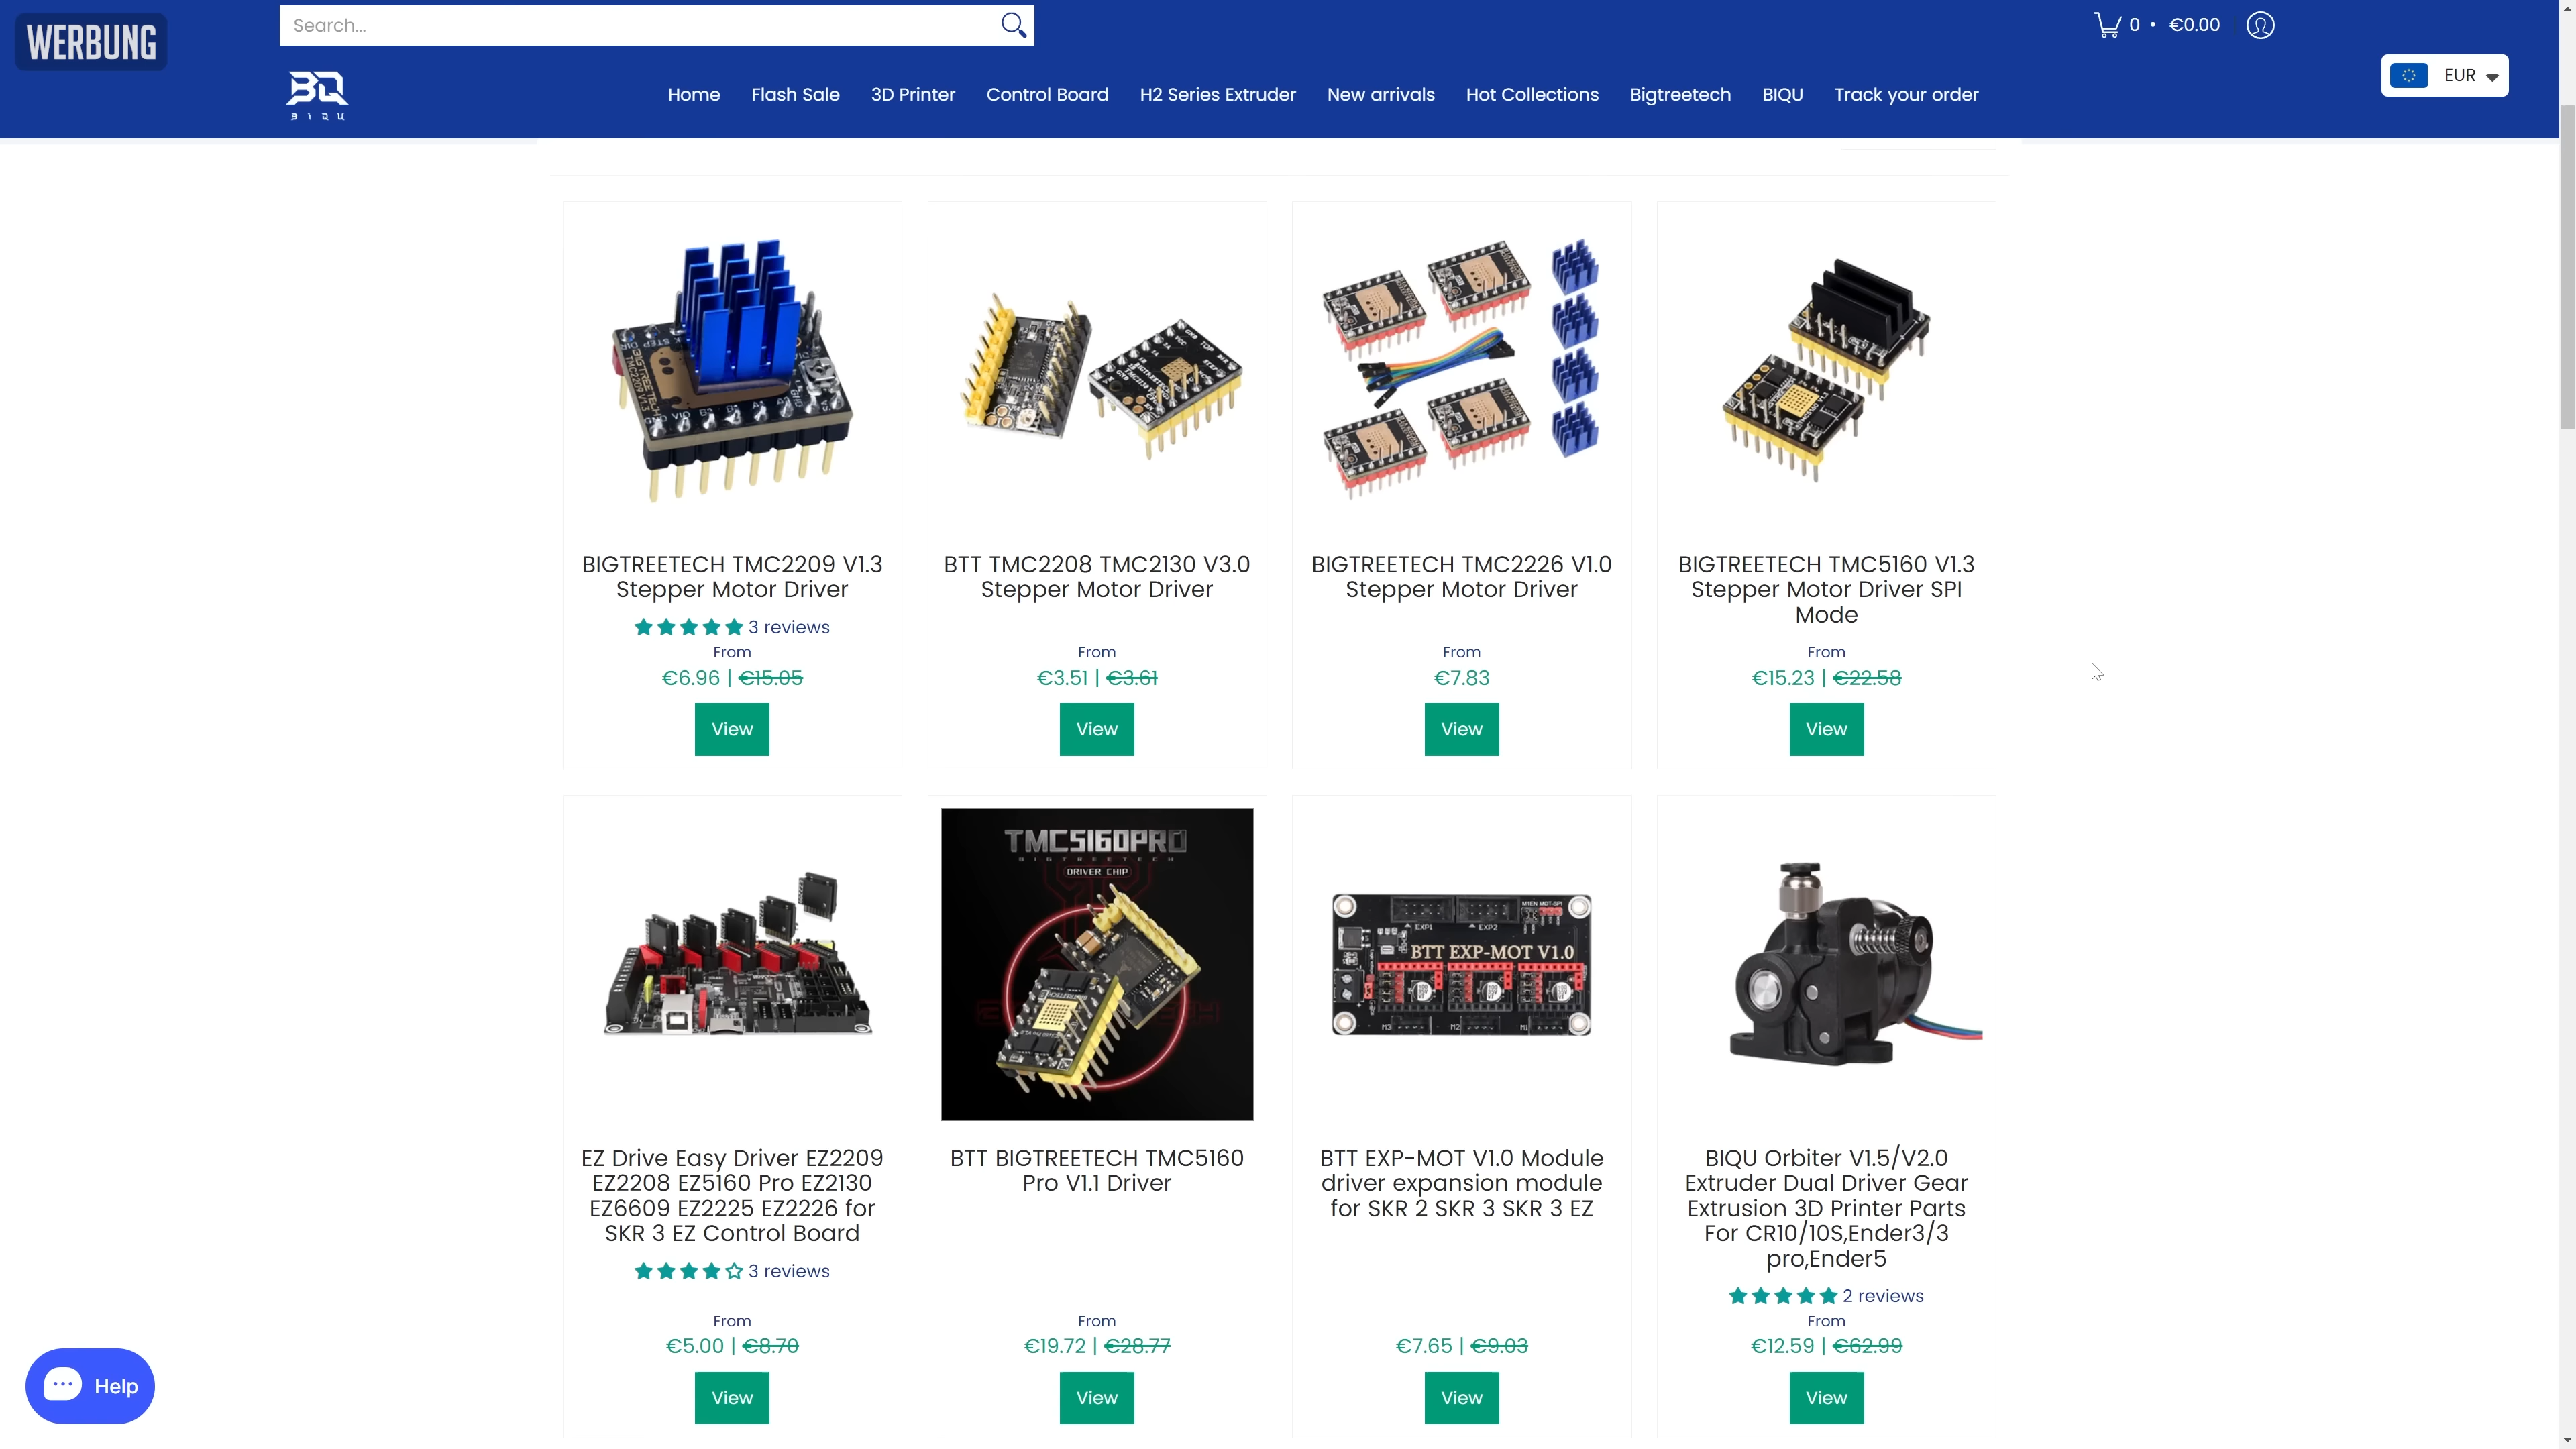 WERBUNG
Search...
0 • €0.00
BIQU
Home Flash Sale 3D Printer Control Board H2 Series Extruder New arrivals Hot Collections Bigtreetech BIQU Track your order
EUR
BIGTREETECH TMC2209 V1.3
Stepper Motor Driver
3 reviews
From
€6.96 | €15.05
View
BTT TMC2208 TMC2130 V3.0
Stepper Motor Driver
From
€3.51 | €3.61
View
BIGTREETECH TMC2226 V1.0
Stepper Motor Driver
From
€7.83
View
BIGTREETECH TMC5160 V1.3
Stepper Motor Driver SPI
Mode
From
€15.23 | €22.58
View
EZ Drive Easy Driver EZ2209
EZ2208 EZ5160 Pro EZ2130
EZ6609 EZ2225 EZ2226 for
SKR 3 EZ Control Board
3 reviews
From
€5.00 | €8.70
View
TMC5160PRO
BIGTREETECH
DRIVER CHIP
BTT BIGTREETECH TMC5160
Pro V1.1 Driver
From
€19.72 | €28.77
View
M1EN MOT-SPI
EXP1 EXP2
BTT EXP-MOT V1.0
M3 M2 M1
BTT EXP-MOT V1.0 Module
driver expansion module
for SKR 2 SKR 3 SKR 3 EZ
€7.65 | €9.03
View
BIQU Orbiter V1.5/V2.0
Extruder Dual Driver Gear
Extrusion 3D Printer Parts
For CR10/10S,Ender3/3
pro,Ender5
2 reviews
From
€12.59 | €62.99
View
Help